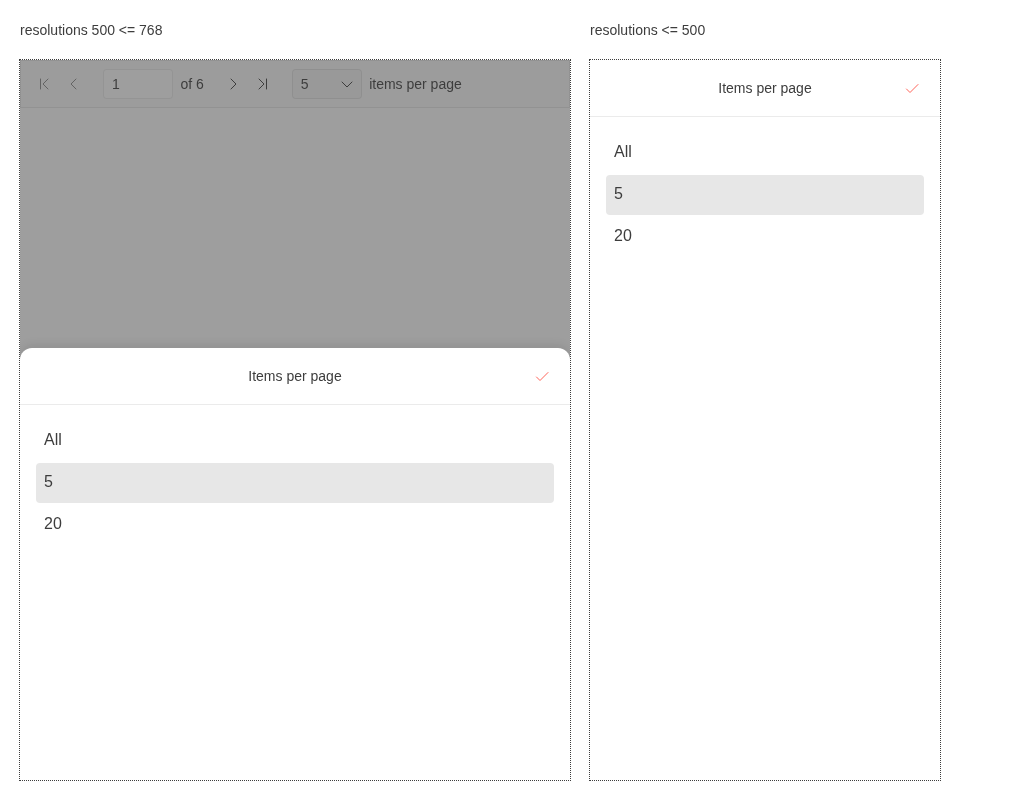 resolutions 500 <= 768
1 of 6 5 items per page
Items per page
All
5
20
resolutions <= 500
Items per page
All
5
20